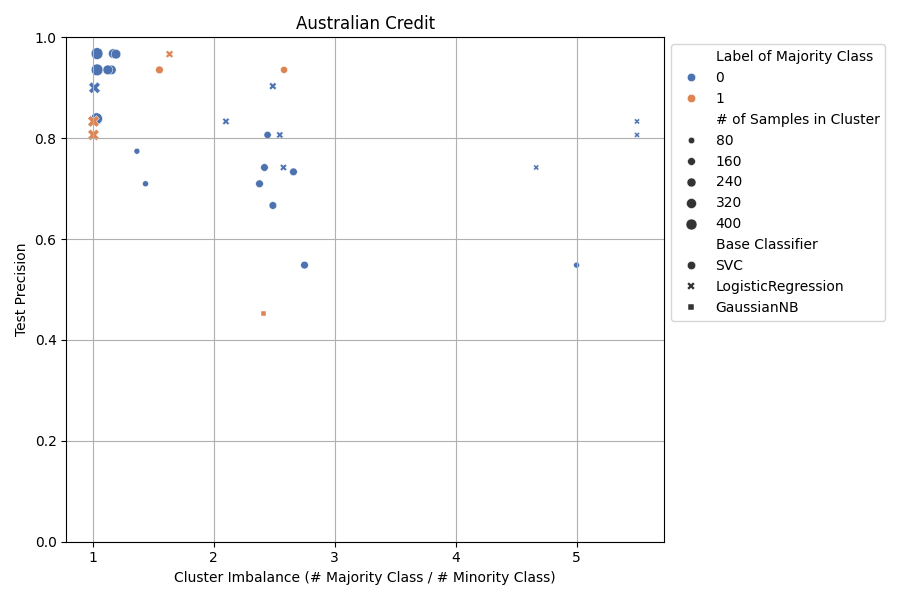 Australian Credit
1.0
0.8
0.6
0.4
0.2
0.0
Test Precision
1
2
3
4
5
Cluster Imbalance (# Majority Class / # Minority Class)
Label of Majority Class
0
1
# of Samples in Cluster
80
160
240
320
400
Base Classifier
SVC
LogisticRegression
GaussianNB